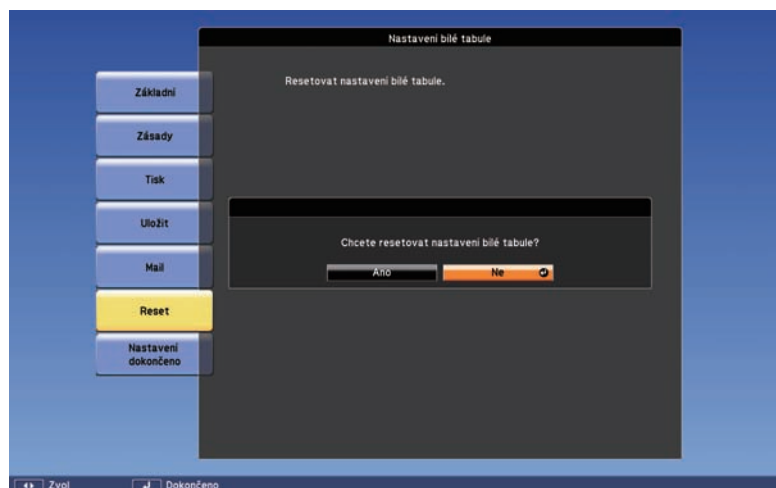 Nastavení bílé tabule
Resetovat nastavení bílé tabule.
Základní
Zásady
Tisk
Uložit
Mail
Reset
Nastavení
dokončeno
Chcete resetovat nastavení bílé tabule?
Ano Ne
Zvol Dokončeno